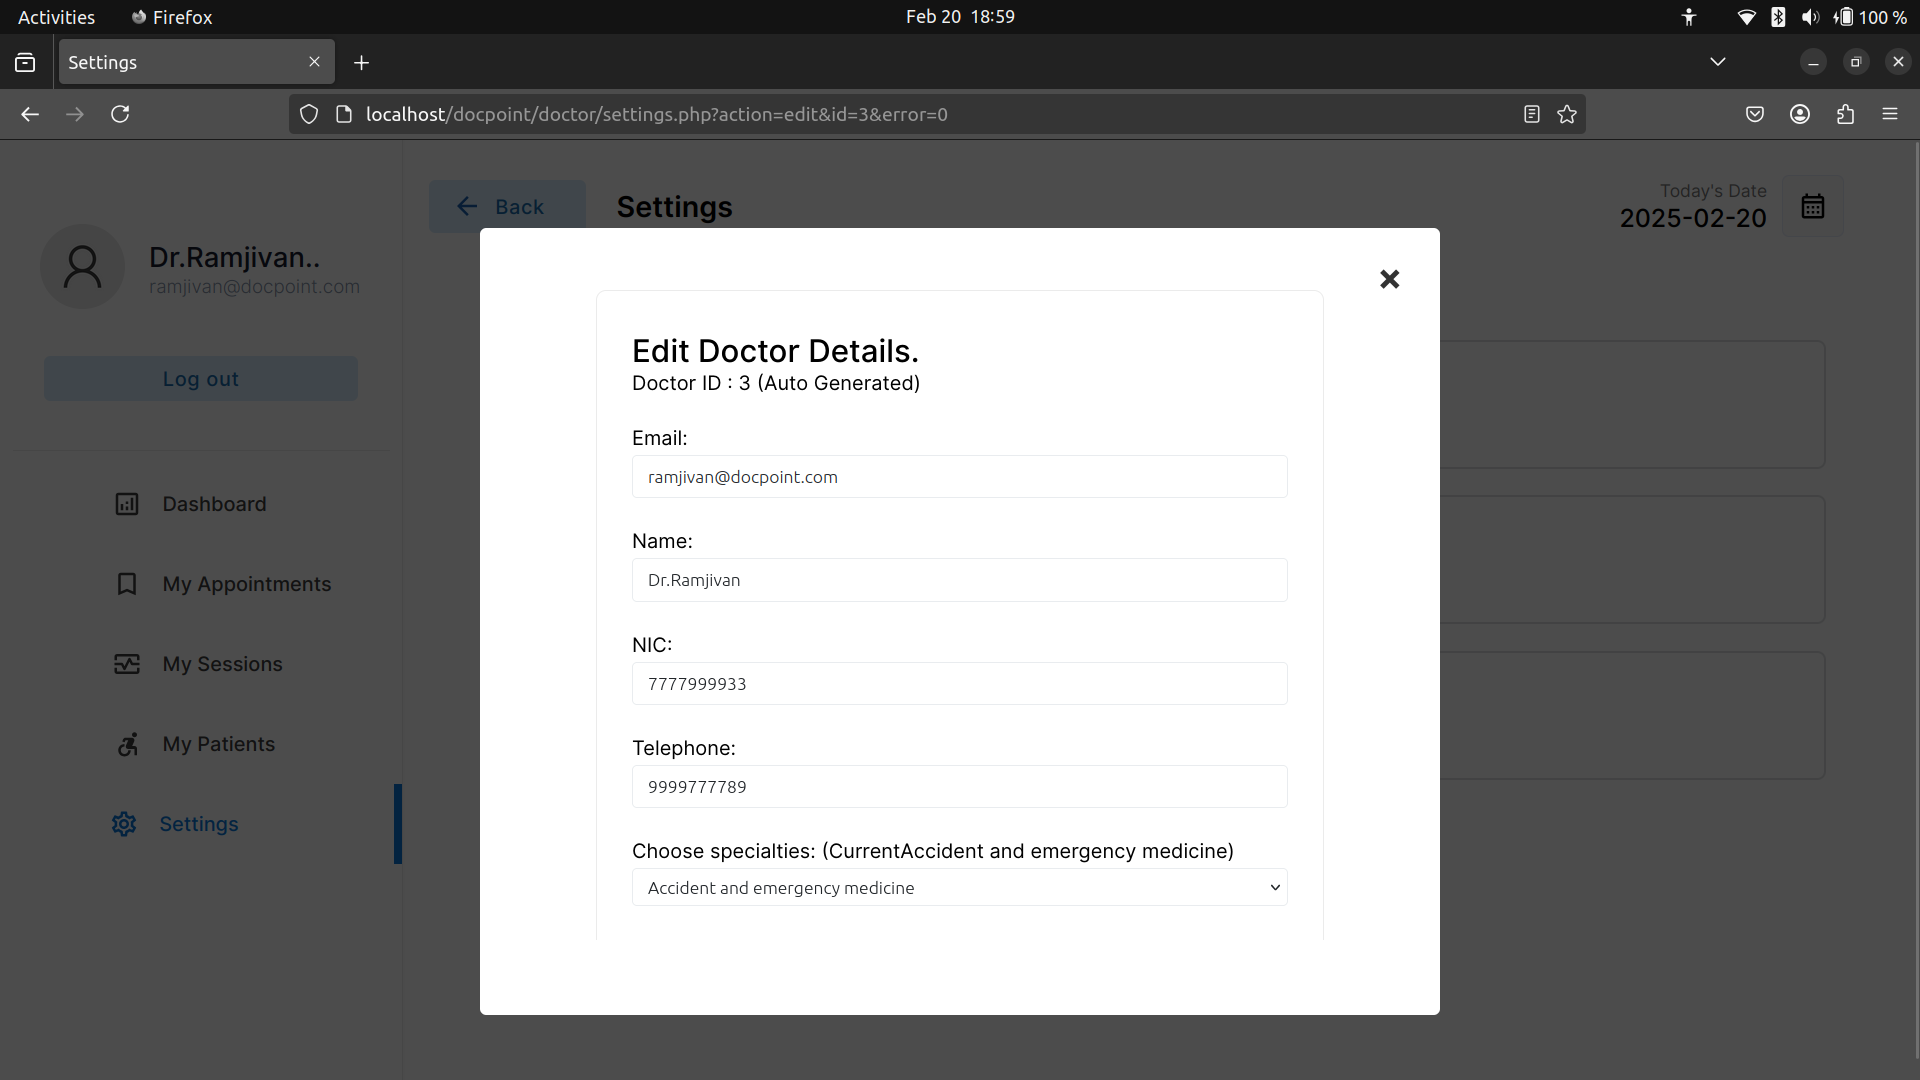 Activities
Firefox
Feb 20 18:59
100 %
Settings
localhost/docpoint/doctor/settings.php?action=edit&id=3&error=0
Dr.Ramjivan..
ramjivan@docpoint.com
Log out
Dashboard
My Appointments
My Sessions
My Patients
Settings
Back
Settings
Today's Date
2025-02-20
Edit Doctor Details.
Doctor ID : 3 (Auto Generated)
Email:
ramjivan@docpoint.com
Name:
Dr.Ramjivan
NIC:
7777999933
Telephone:
9999777789
Choose specialties: (CurrentAccident and emergency medicine)
Accident and emergency medicine